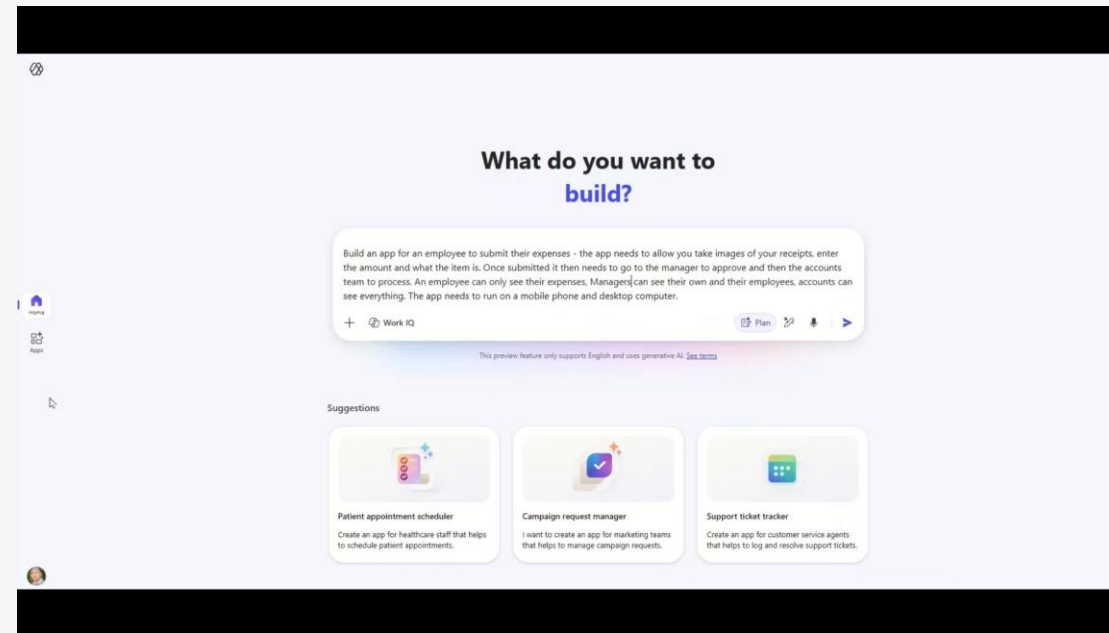 What do you want to
build?
Build an app for an employee to submit their expenses - the app needs to allow you take images of your receipts, enter
the amount and what the item is. Once submitted it then needs to go to the manager to approve and then the accounts
team to process. An employee can only see their expenses, Managers can see their own and their employees, accounts can
see everything. The app needs to run on a mobile phone and desktop computer.
Work IQ
Plan
This preview feature only supports English and uses generative AI. See terms
Home
Apps
Suggestions
Patient appointment scheduler
Create an app for healthcare staff that helps
to schedule patient appointments.
Campaign request manager
I want to create an app for marketing teams
that helps to manage campaign requests.
Support ticket tracker
Create an app for customer service agents
that helps to log and resolve support tickets.